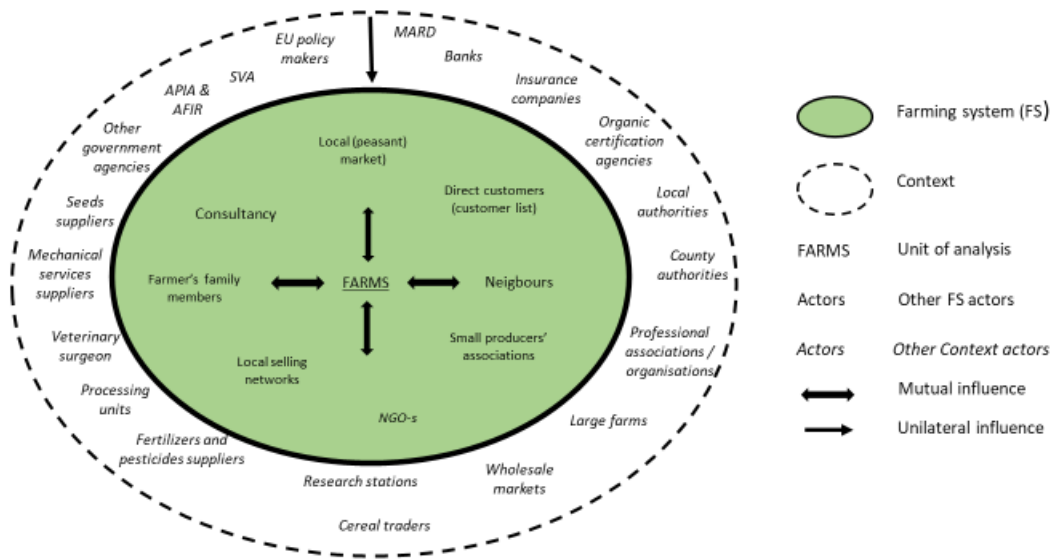 EU policy
makers
MARD
Banks
SVA
APIA &
AFIR
Insurance
companies
Other
government
agencies
Organic
certification
agencies
Seeds
suppliers
Local
authorities
Mechanical
services
suppliers
County
authorities
Veterinary
surgeon
Professional
associations /
organisations
Processing
units
Large farms
Fertilizers and
pesticides suppliers
Wholesale
markets
Research stations
Cereal traders
Local (peasant)
market)
Direct customers
(customer list)
Consultancy
Farmer's family
members
FARMS
Neigbours
Small producers'
associations
Local selling
networks
NGO-s
Farming system (FS)
Context
FARMS Unit of analysis
Actors Other FS actors
Actors Other Context actors
Mutual influence
Unilateral influence